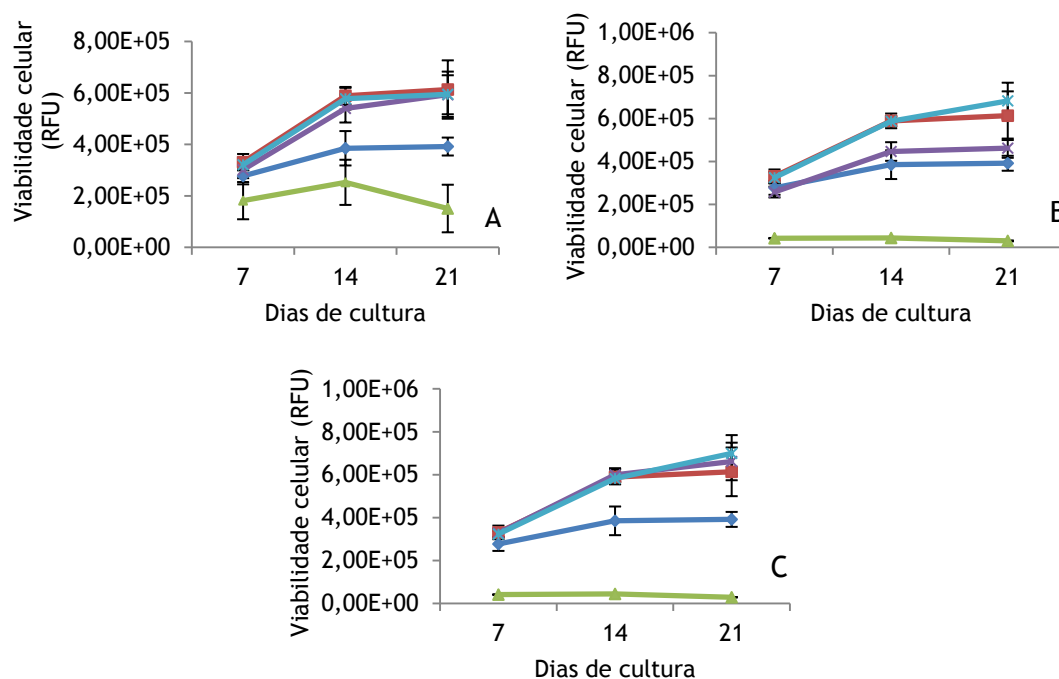 Viabilidade celular
(RFU)
8,00E+05
6,00E+05
4,00E+05
2,00E+05
0,00E+00
7
14
21
A
Dias de cultura
Viabilidade celular (RFU)
1,00E+06
8,00E+05
6,00E+05
4,00E+05
2,00E+05
0,00E+00
7
14
21
Dias de cultura
Viabilidade celular (RFU)
1,00E+06
8,00E+05
6,00E+05
4,00E+05
2,00E+05
0,00E+00
7
14
21
C
Dias de cultura